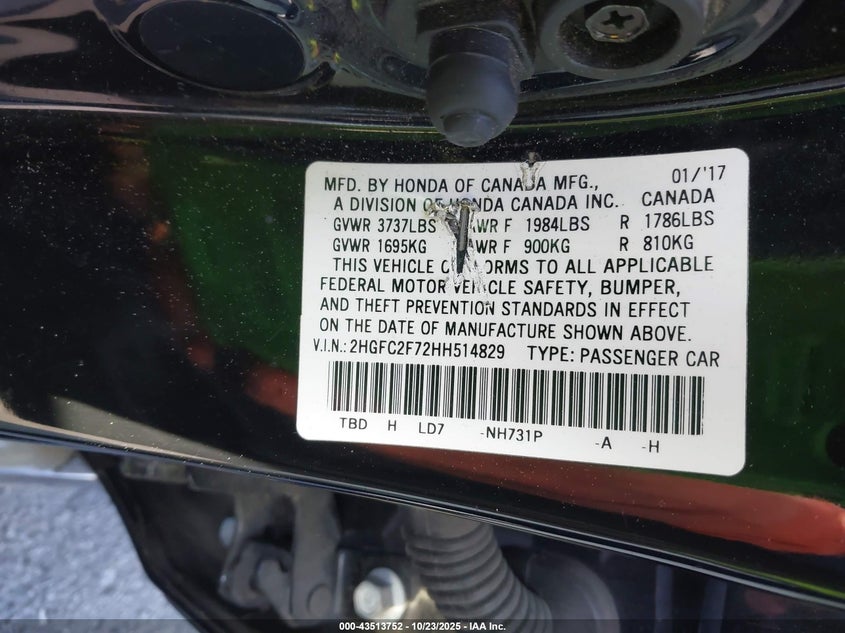 MFD. BY HONDA OF CANADA MFG., 01/'17
A DIVISION OF HONDA CANADA INC. CANADA
GVWR 3737LBS GAWR F 1984LBS R 1786LBS
GVWR 1695KG GAWR F 900KG R 810KG
THIS VEHICLE CONFORMS TO ALL APPLICABLE
FEDERAL MOTOR VEHICLE SAFETY, BUMPER,
AND THEFT PREVENTION STANDARDS IN EFFECT
ON THE DATE OF MANUFACTURE SHOWN ABOVE.
V.I.N.: 2HGFC2F72HH514829 TYPE: PASSENGER CAR
TBD H LD7 -NH731P -A -H
000-43513752 - 10/23/2025 - IAA Inc.